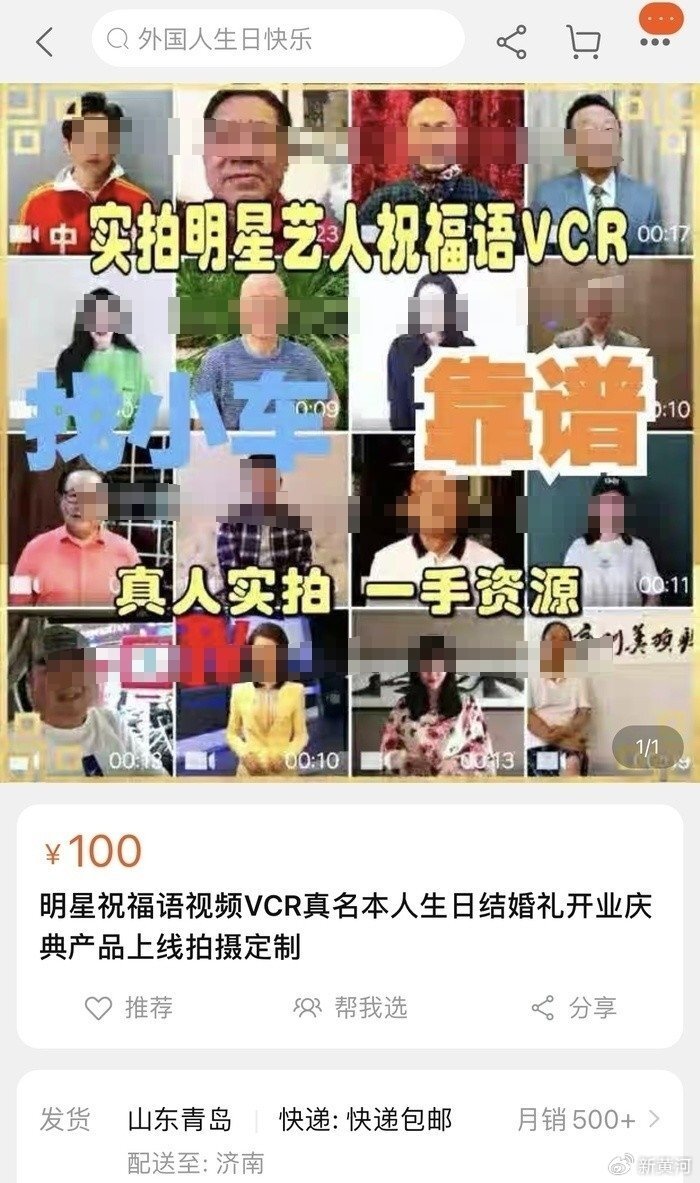 外国人生日快乐
中
23
00:17
实拍明星艺人祝福语VCR
0:09
0:10
找小车 靠谱
00:11
真人实拍 一手资源
00:13
00:10
00:13
1/1
¥100
明星祝福语视频VCR真名本人生日结婚礼开业庆
典产品上线拍摄定制
推荐 帮我选 分享
发货 山东青岛 快递: 快递包邮 月销 500+
配送至: 济南
新黄河